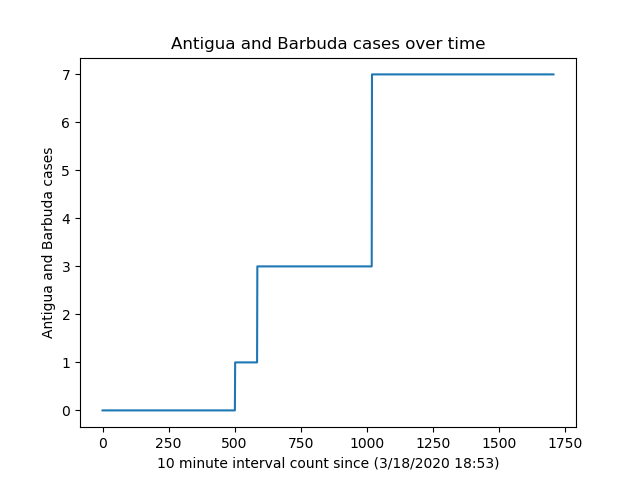 Antigua and Barbuda cases over time
Antigua and Barbuda cases
7
6
5
4
3
2
1
0
0 250 500 750 1000 1250 1500 1750
10 minute interval count since (3/18/2020 18:53)